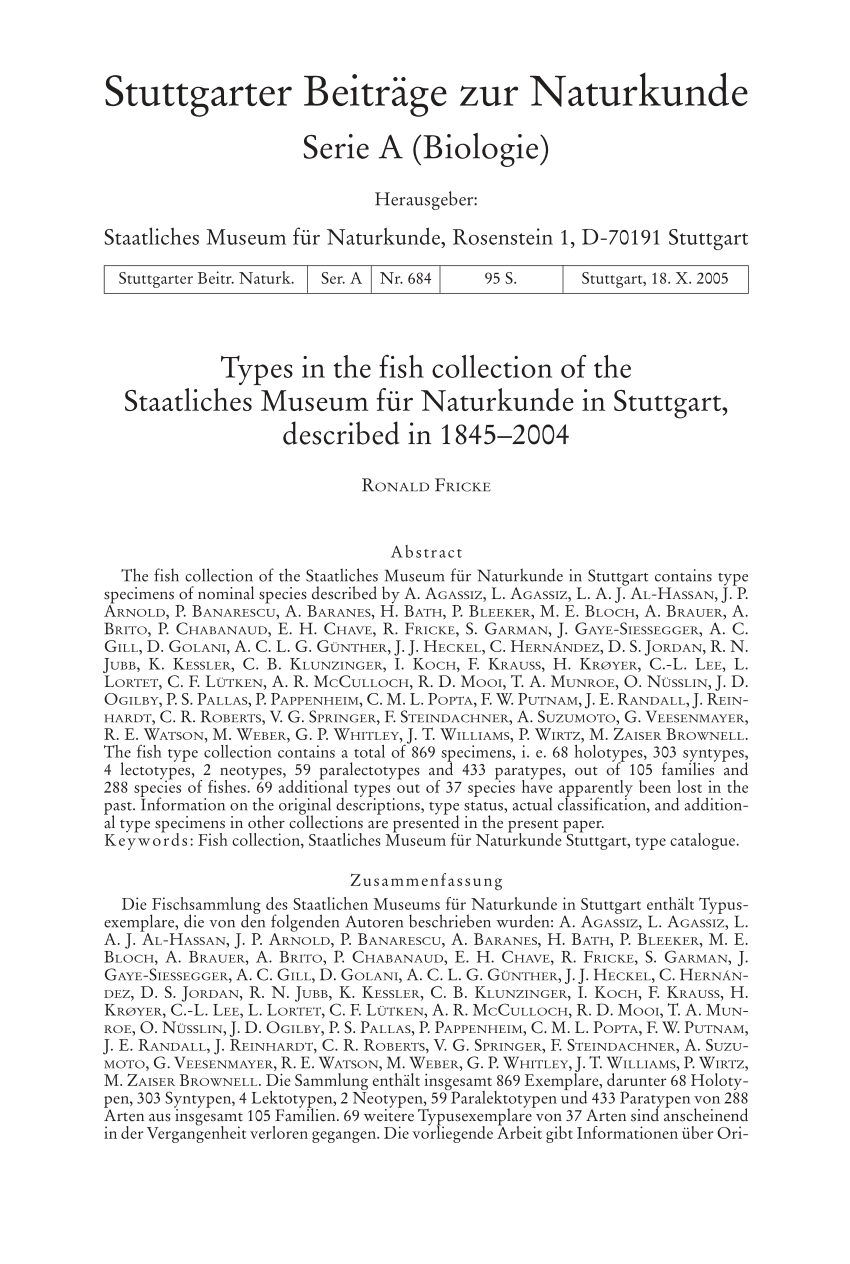 Stuttgarter Beiträge zur Naturkunde
Serie A (Biologie)
Herausgeber:
Staatliches Museum für Naturkunde, Rosenstein 1, D-70191 Stuttgart
Stuttgarter Beitr. Naturk. Ser. A Nr. 684 95 S. Stuttgart, 18. X. 2005
Types in the fish collection of the
Staatliches Museum für Naturkunde in Stuttgart,
described in 1845–2004
RONALD FRICKE
Abstract
The fish collection of the Staatliches Museum für Naturkunde in Stuttgart contains type
specimens of nominal species described by A. AGASSIZ, L. AGASSIZ, L. A. J. AL-HASSAN, J. P.
ARNOLD, P. BANARESCU, A. BARANES, H. BATH, P. BLEEKER, M. E. BLOCH, A. BRAUER, A.
BRITO, P. CHABANAUD, E. H. CHAVE, R. FRICKE, S. GARMAN, J. GAYE-SIESSEGGER, A. C.
GILL, D. GOLANI, A. C. L. G. GÜNTHER, J. J. HECKEL, C. HERNÁNDEZ, D. S. JORDAN, R. N.
JUBB, K. KESSLER, C. B. KLUNZINGER, I. KOCH, F. KRAUSS, H. KRØYER, C.-L. LEE, L.
LORTET, C. F. LÜTKEN, A. R. MCCULLOCH, R. D. MOOI, T. A. MUNROE, O. NÜSSLIN, J. D.
OGILBY, P. S. PALLAS, P. PAPPENHEIM, C. M. L. POPTA, F. W. PUTNAM, J. E. RANDALL, J. REIN-
HARDT, C. R. ROBERTS, V. G. SPRINGER, F. STEINDACHNER, A. SUZUMOTO, G. VEESENMAYER,
R. E. WATSON, M. WEBER, G. P. WHITLEY, J. T. WILLIAMS, P. WIRTZ, M. ZAISER BROWNELL.
The fish type collection contains a total of 869 specimens, i. e. 68 holotypes, 303 syntypes,
4 lectotypes, 2 neotypes, 59 paralectotypes and 433 paratypes, out of 105 families and
288 species of fishes. 69 additional types out of 37 species have apparently been lost in the
past. Information on the original descriptions, type status, actual classification, and addition-
al type specimens in other collections are presented in the present paper.
Keywords: Fish collection, Staatliches Museum für Naturkunde Stuttgart, type catalogue.
Zusammenfassung
Die Fischsammlung des Staatlichen Museums für Naturkunde in Stuttgart enthält Typus-
exemplare, die von den folgenden Autoren beschrieben wurden: A. AGASSIZ, L. AGASSIZ, L.
A. J. AL-HASSAN, J. P. ARNOLD, P. BANARESCU, A. BARANES, H. BATH, P. BLEEKER, M. E.
BLOCH, A. BRAUER, A. BRITO, P. CHABANAUD, E. H. CHAVE, R. FRICKE, S. GARMAN, J.
GAYE-SIESSEGGER, A. C. GILL, D. GOLANI, A. C. L. G. GÜNTHER, J. J. HECKEL, C. HERNÁN-
DEZ, D. S. JORDAN, R. N. JUBB, K. KESSLER, C. B. KLUNZINGER, I. KOCH, F. KRAUSS, H.
KRØYER, C.-L. LEE, L. LORTET, C. F. LÜTKEN, A. R. MCCULLOCH, R. D. MOOI, T. A. MUN-
ROE, O. NÜSSLIN, J. D. OGILBY, P. S. PALLAS, P. PAPPENHEIM, C. M. L. POPTA, F. W. PUTNAM,
J. E. RANDALL, J. REINHARDT, C. R. ROBERTS, V. G. SPRINGER, F. STEINDACHNER, A. SUZU-
MOTO, G. VEESENMAYER, R. E. WATSON, M. WEBER, G. P. WHITLEY, J. T. WILLIAMS, P. WIRTZ,
M. ZAISER BROWNELL. Die Sammlung enthält insgesamt 869 Exemplare, darunter 68 Holoty-
pen, 303 Syntypen, 4 Lektotypen, 2 Neotypen, 59 Paralektotypen und 433 Paratypen von 288
Arten aus insgesamt 105 Familien. 69 weitere Typusexemplare von 37 Arten sind anscheinend
in der Vergangenheit verloren gegangen. Die vorliegende Arbeit gibt Informationen über Ori-